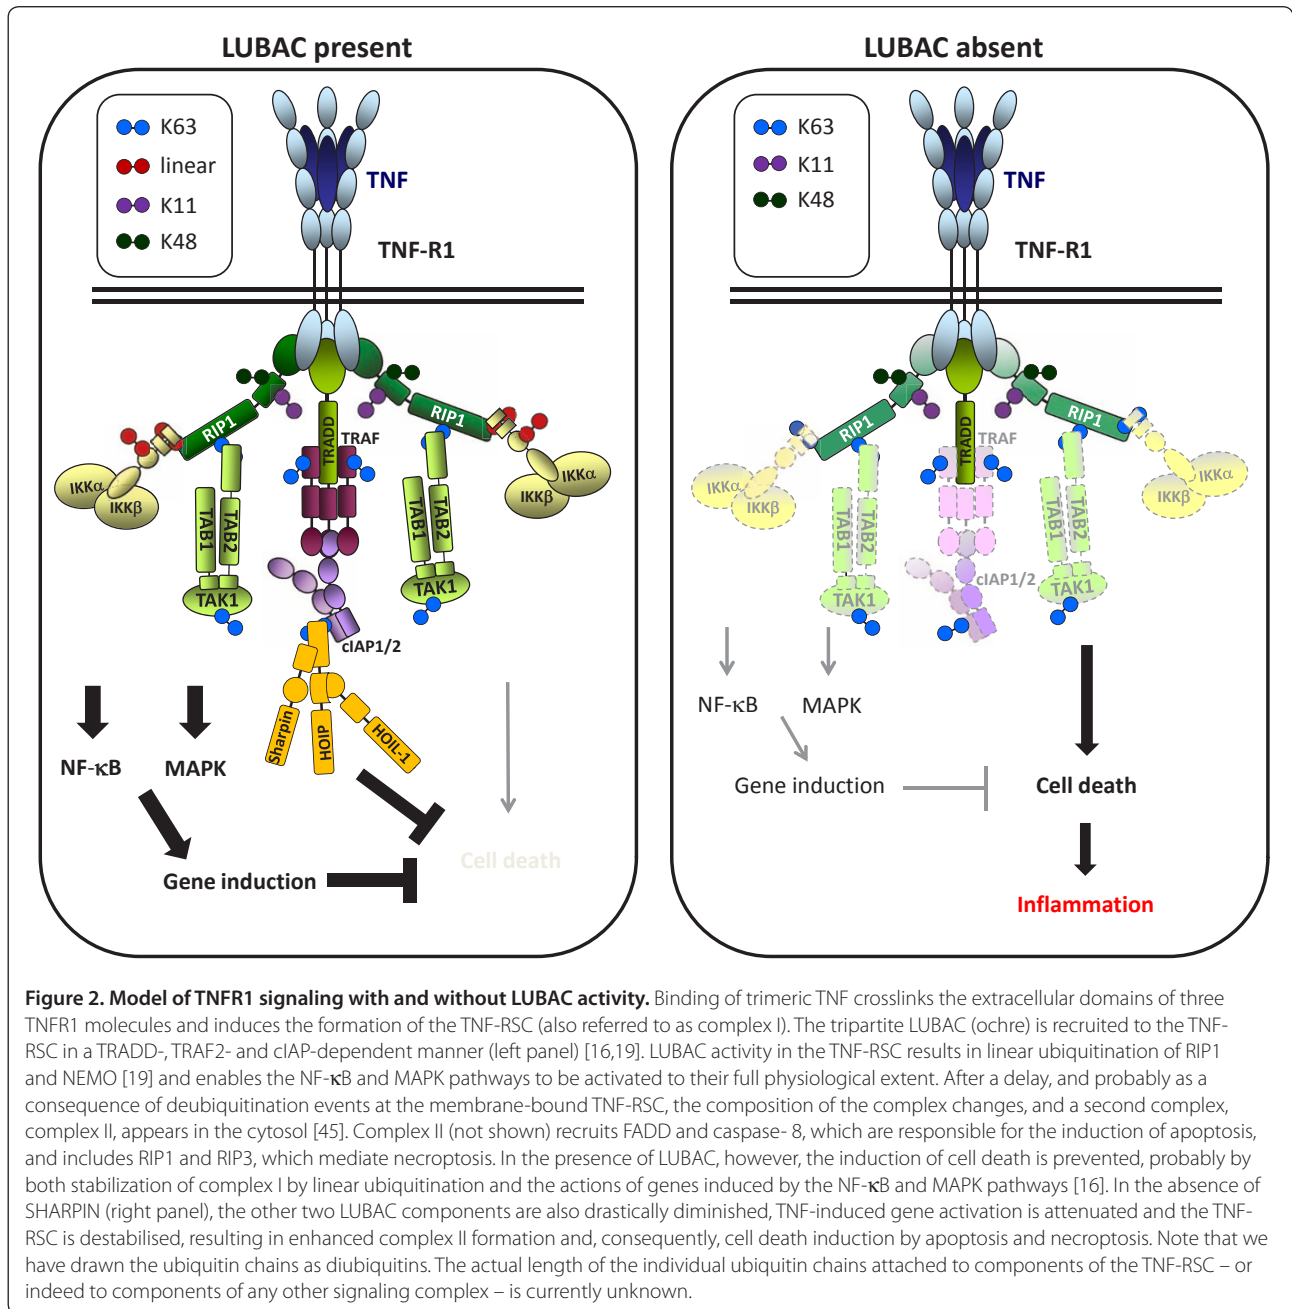 LUBAC present
K63
linear
K11
K48
TNF
TNF-R1
RIP1
RIP1
TRADD
TRAF
IKKα
IKKβ
IKKα
IKKβ
TAB1
TAB2
TAK1
TAB1
TAB2
TAK1
cIAP1/2
Sharpin
HOIP
HOIL-1
NF-κB
MAPK
Gene induction
Cell death
LUBAC absent
K63
K11
K48
TNF
TNF-R1
RIP1
RIP1
TRADD
TRAF
IKKα
IKKβ
IKKα
IKKβ
TAB1
TAB2
TAK1
TAB1
TAB2
TAK1
cIAP1/2
NF-κB
MAPK
Gene induction
Cell death
Inflammation
Figure 2. Model of TNFR1 signaling with and without LUBAC activity. Binding of trimeric TNF crosslinks the extracellular domains of three
TNFR1 molecules and induces the formation of the TNF-RSC (also referred to as complex I). The tripartite LUBAC (ochre) is recruited to the TNF-
RSC in a TRADD-, TRAF2- and cIAP-dependent manner (left panel) [16,19]. LUBAC activity in the TNF-RSC results in linear ubiquitination of RIP1
and NEMO [19] and enables the NF-κB and MAPK pathways to be activated to their full physiological extent. After a delay, and probably as a
consequence of deubiquitination events at the membrane-bound TNF-RSC, the composition of the complex changes, and a second complex,
complex II, appears in the cytosol [45]. Complex II (not shown) recruits FADD and caspase- 8, which are responsible for the induction of apoptosis,
and includes RIP1 and RIP3, which mediate necroptosis. In the presence of LUBAC, however, the induction of cell death is prevented, probably by
both stabilization of complex I by linear ubiquitination and the actions of genes induced by the NF-κB and MAPK pathways [16]. In the absence of
SHARPIN (right panel), the other two LUBAC components are also drastically diminished, TNF-induced gene activation is attenuated and the TNF-
RSC is destabilised, resulting in enhanced complex II formation and, consequently, cell death induction by apoptosis and necroptosis. Note that we
have drawn the ubiquitin chains as diubiquitins. The actual length of the individual ubiquitin chains attached to components of the TNF-RSC – or
indeed to components of any other signaling complex – is currently unknown.